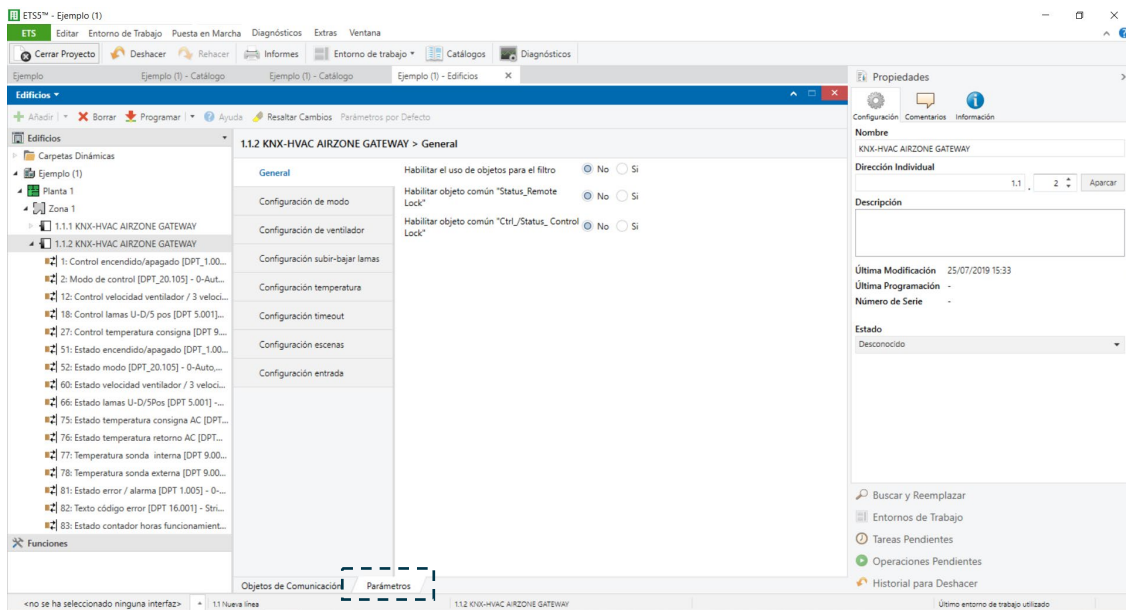 ETS5™ - Ejemplo (1)
ETS Editar Entorno de Trabajo Puesta en Marcha Diagnósticos Extras Ventana
Cerrar Proyecto Deshacer Rehacer Informes Entorno de trabajo Catálogos Diagnósticos
Ejemplo Ejemplo (1) - Catálogo Ejemplo (1) - Catálogo Ejemplo (1) - Edificios
Edificios
Añadir Borrar Programar Ayuda Resaltar Cambios Parámetros por Defecto
Edificios
Carpetas Dinámicas
Ejemplo (1)
Planta 1
Zona 1
1.1.1 KNX-HVAC AIRZONE GATEWAY
1.1.2 KNX-HVAC AIRZONE GATEWAY
1: Control encendido/apagado [DPT_1.00...
2: Modo de control [DPT_20.105] - 0-Aut...
12: Control velocidad ventilador / 3 veloci...
18: Control lamas U-D/5 pos [DPT 5.001]...
27: Control temperatura consigna [DPT 9....
51: Estado encendido/apagado [DPT_1.00...
52: Estado modo [DPT_20.105] - 0-Auto,...
60: Estado velocidad ventilador / 3 veloci...
66: Estado lamas U-D/5Pos [DPT 5.001] -...
75: Estado temperatura consigna AC [DPT...
76: Estado temperatura retorno AC [DPT...
77: Temperatura sonda interna [DPT 9.00...
78: Temperatura sonda externa [DPT 9.00...
81: Estado error / alarma [DPT 1.005] - 0-...
82: Texto código error [DPT 16.001] - Stri...
83: Estado contador horas funcionamient...
Funciones
1.1.2 KNX-HVAC AIRZONE GATEWAY > General
General
Configuración de modo
Configuración de ventilador
Configuración subir-bajar lamas
Configuración temperatura
Configuración timeout
Configuración escenas
Configuración entrada
Habilitar el uso de objetos para el filtro No Si
Habilitar objeto común "Status_Remote
Lock" No Si
Habilitar objeto común "Ctrl_/Status_ Control
Lock" No Si
Objetos de Comunicación Parámetros
Propiedades
Configuración Comentarios Información
Nombre
KNX-HVAC AIRZONE GATEWAY
Dirección Individual
1.1 . 2 Aparcar
Descripción
Última Modificación 25/07/2019 15:33
Última Programación -
Número de Serie -
Estado
Desconocido
Buscar y Reemplazar
Entornos de Trabajo
Tareas Pendientes
Operaciones Pendientes
Historial para Deshacer
<no se ha seleccionado ninguna interfaz> 1.1 Nueva línea 1.1.2 KNX-HVAC AIRZONE GATEWAY Último entorno de trabajo utilizado